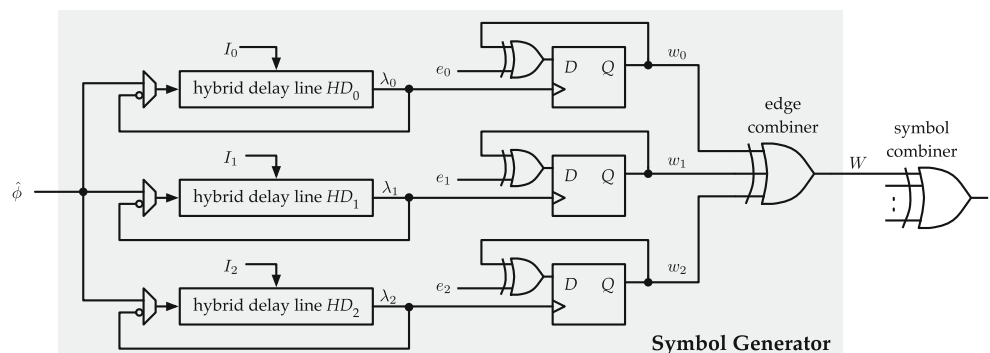 I₀
hybrid delay line HD₀
λ₀
e₀
D Q
w₀
edge
combiner
symbol
combiner
I₁
hybrid delay line HD₁
λ₁
e₁
D Q
w₁
W
φ̂
I₂
hybrid delay line HD₂
λ₂
e₂
D Q
w₂
Symbol Generator